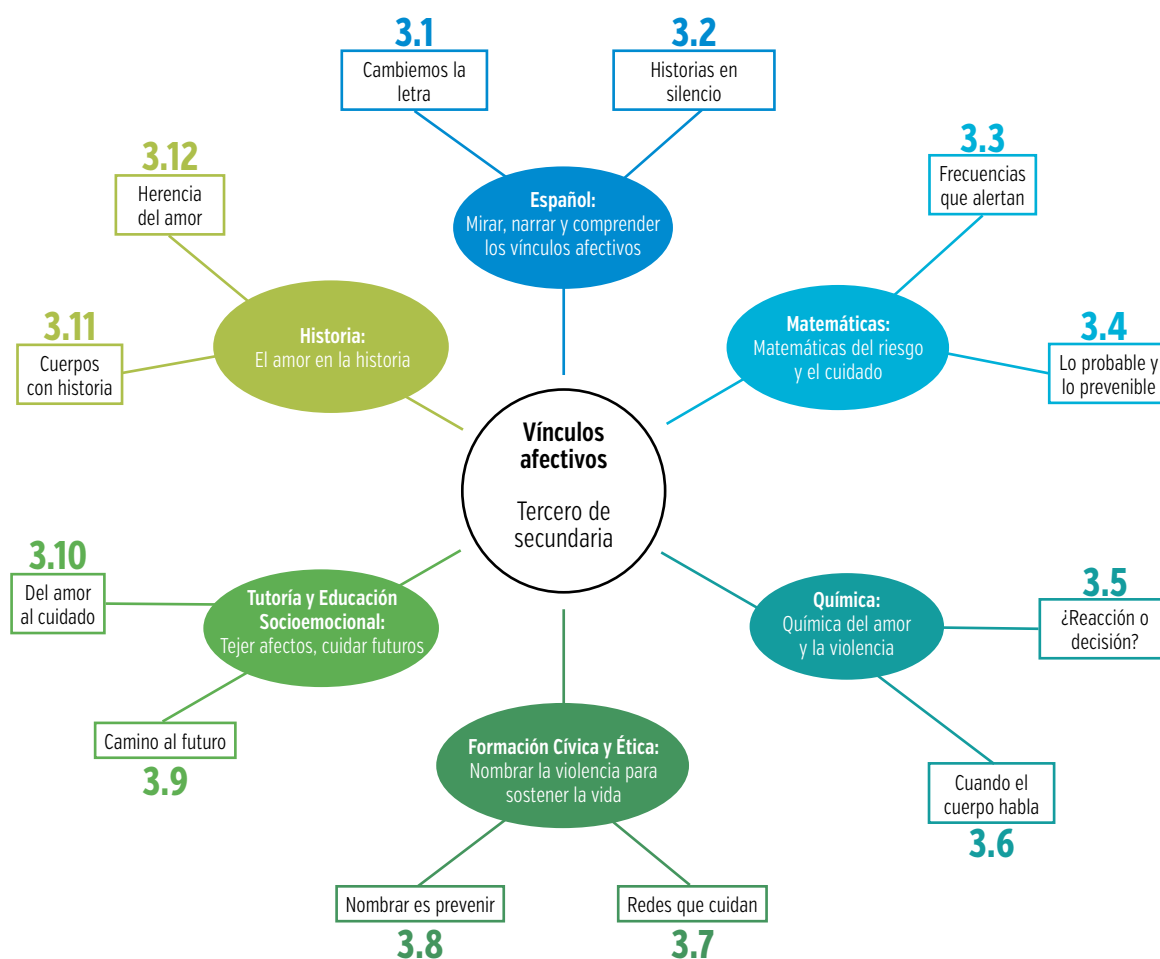 3.1
Cambiemos la
letra
3.2
Historias en
silencio
Español:
Mirar, narrar y comprender
los vínculos afectivos
3.3
Frecuencias
que alertan
3.4
Lo probable y
lo prevenible
Matemáticas:
Matemáticas del riesgo
y el cuidado
3.12
Herencia
del amor
3.11
Cuerpos
con historia
Historia:
El amor en la historia
Vínculos
afectivos
Tercero de
secundaria
3.10
Del amor
al cuidado
Tutoría y Educación
Socioemocional:
Tejer afectos, cuidar futuros
Camino al futuro
3.9
Química:
Química del amor
y la violencia
3.5
¿Reacción o
decisión?
Cuando el
cuerpo habla
3.6
Formación Cívica y Ética:
Nombrar la violencia para
sostener la vida
Nombrar es prevenir
3.8
Redes que cuidan
3.7